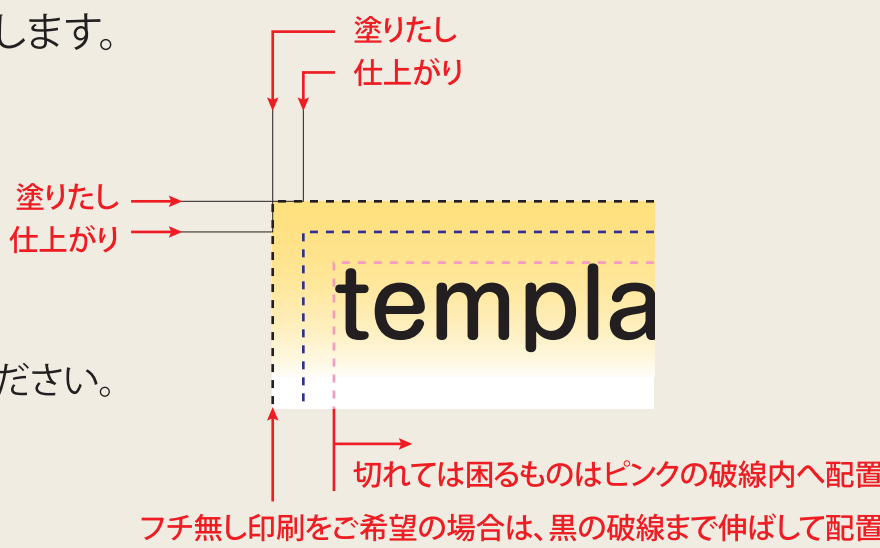 します。
塗りたし
仕上がり
塗りたし
仕上がり
templa
ださい。
切れては困るものはピンクの破線内へ配置
フチ無し印刷をご希望の場合は、黒の破線まで伸ばして配置